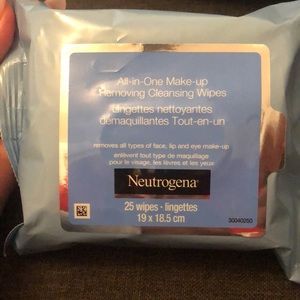 All-in-One Make-up
Removing Cleansing Wipes
Lingettes nettoyantes
démaquillantes Tout-en-un
removes all types of face, lip and eye make-up
enlèvent tout type de maquillage
pour le visage, les lèvres et les yeux
Neutrogena®
25 wipes - lingettes
19 x 18.5 cm
30040250